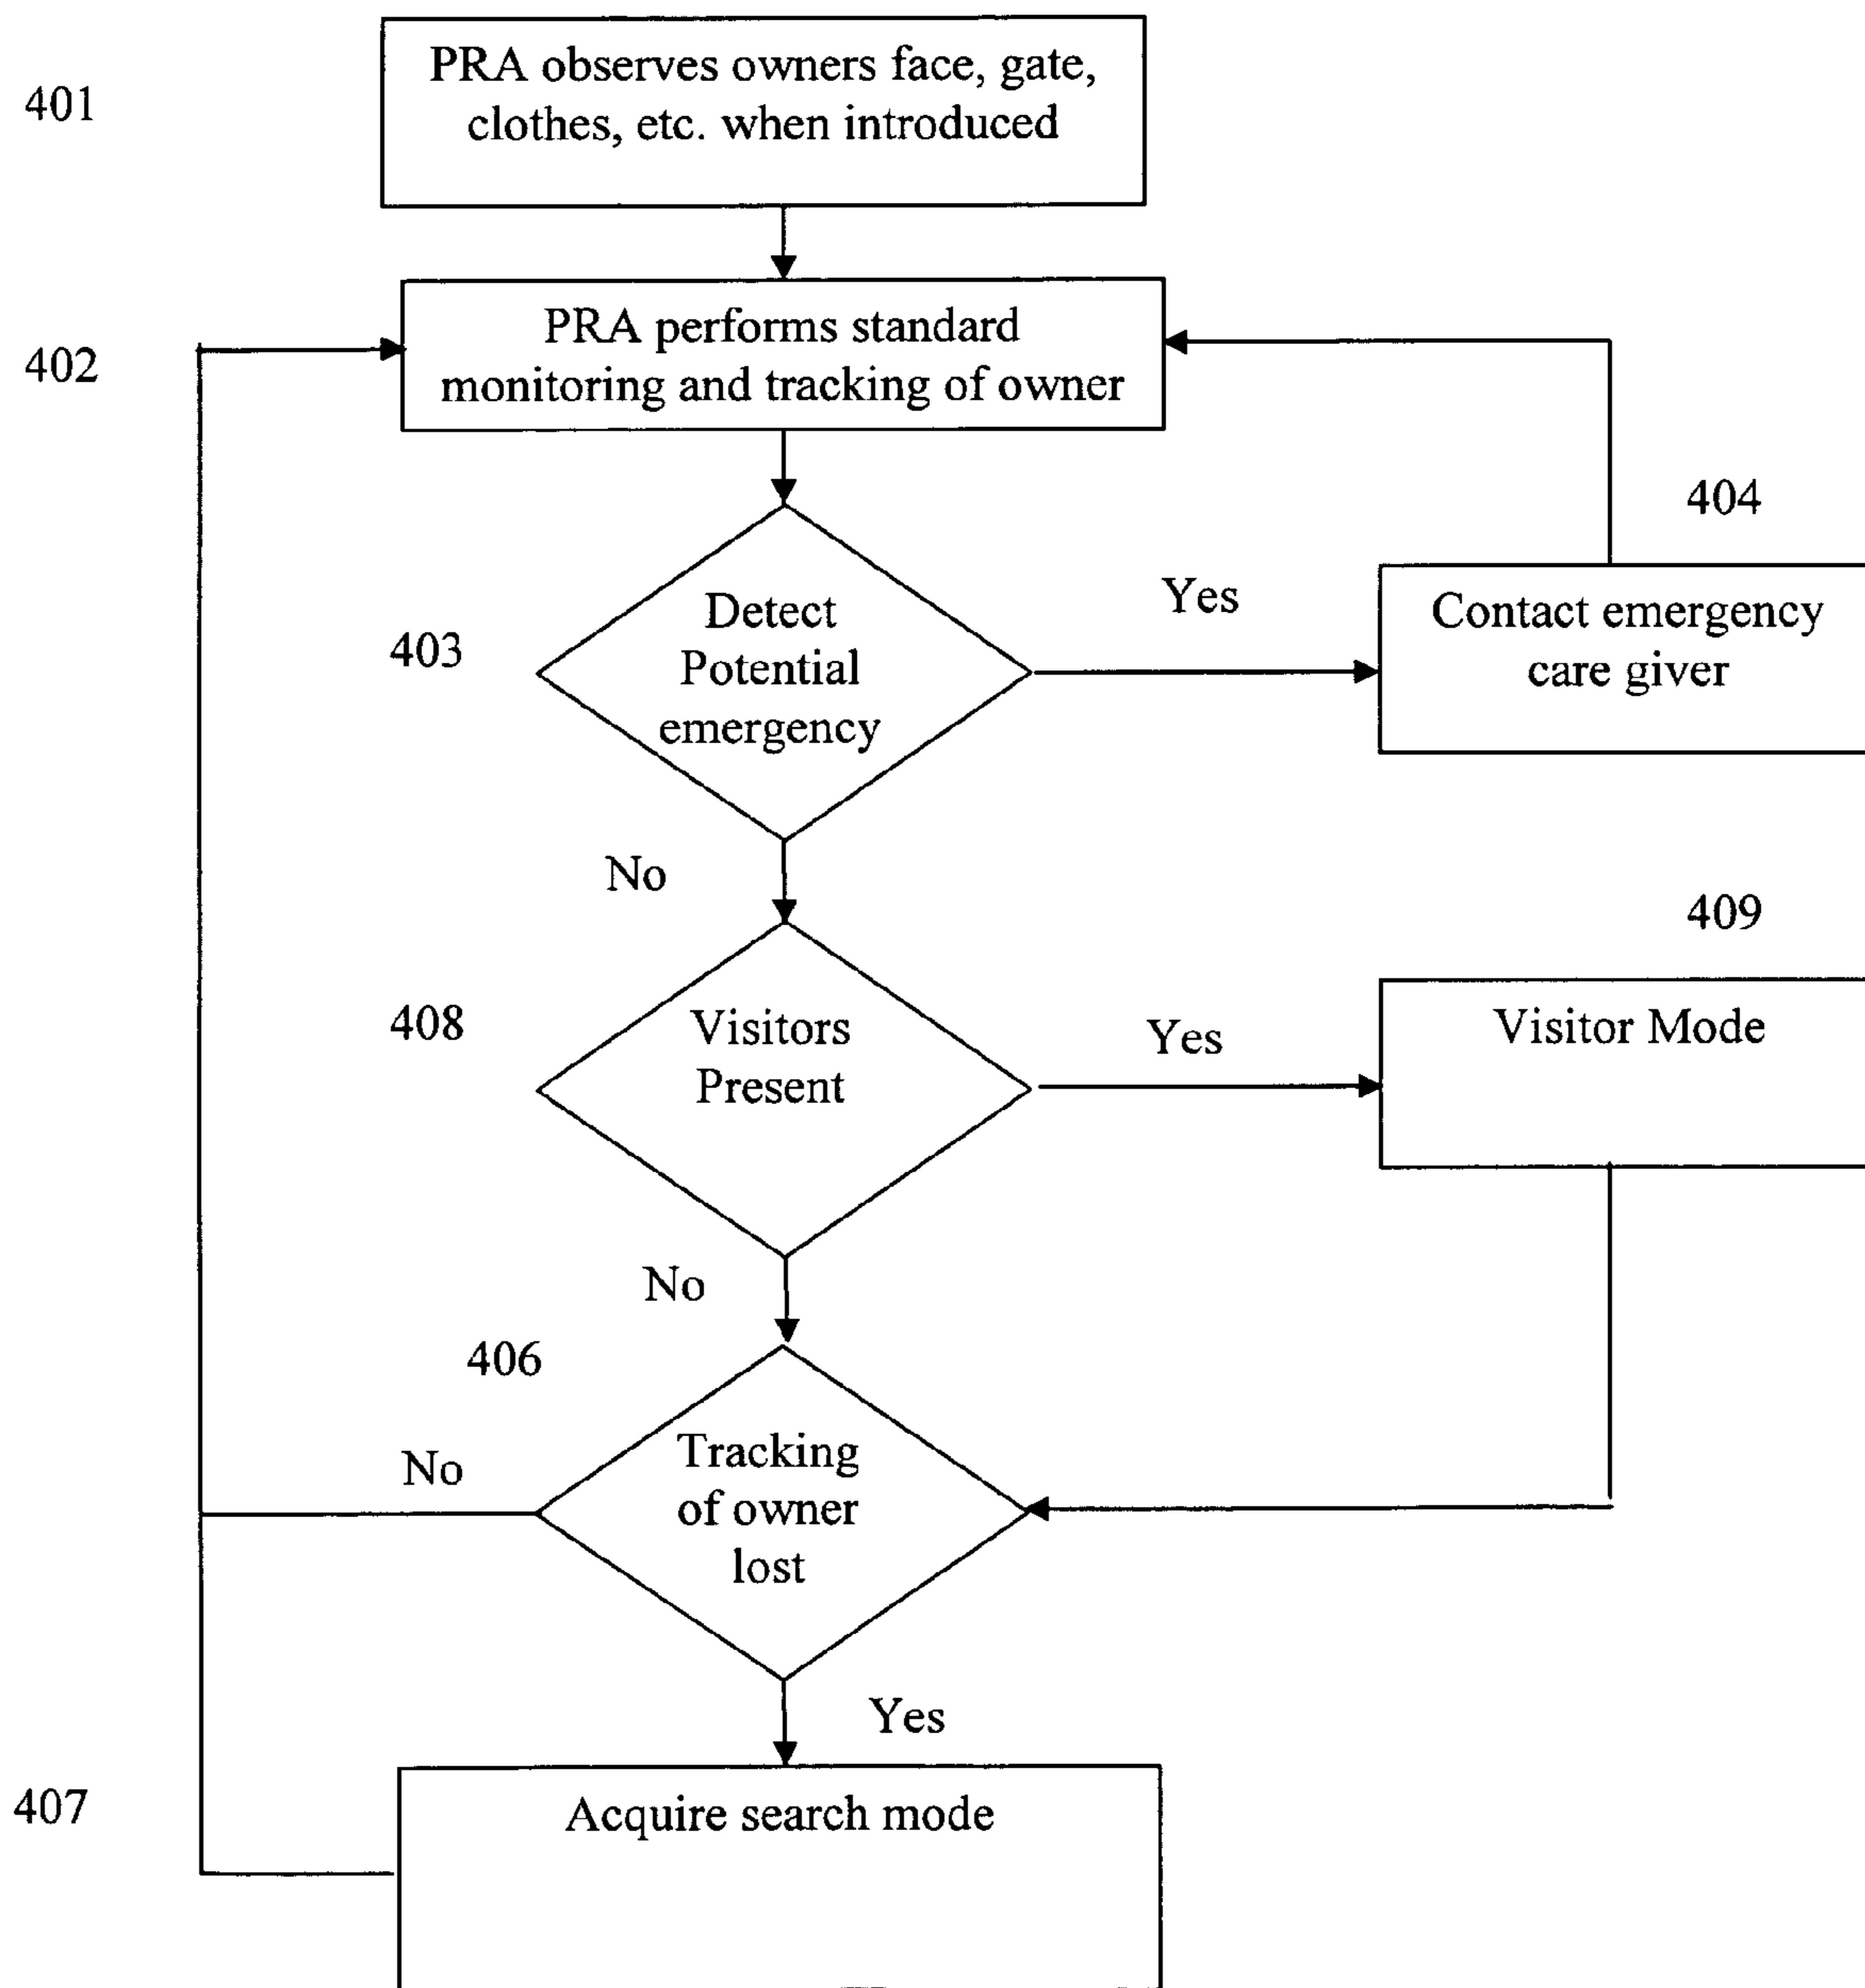 401
PRA observes owners face, gate,
clothes, etc. when introduced
402
PRA performs standard
monitoring and tracking of owner
404
403
Detect
Potential
emergency
Yes
Contact emergency
care giver
No
409
408
Visitors
Present
Yes
Visitor Mode
No
406
No
Tracking
of owner
lost
Yes
407
Acquire search mode